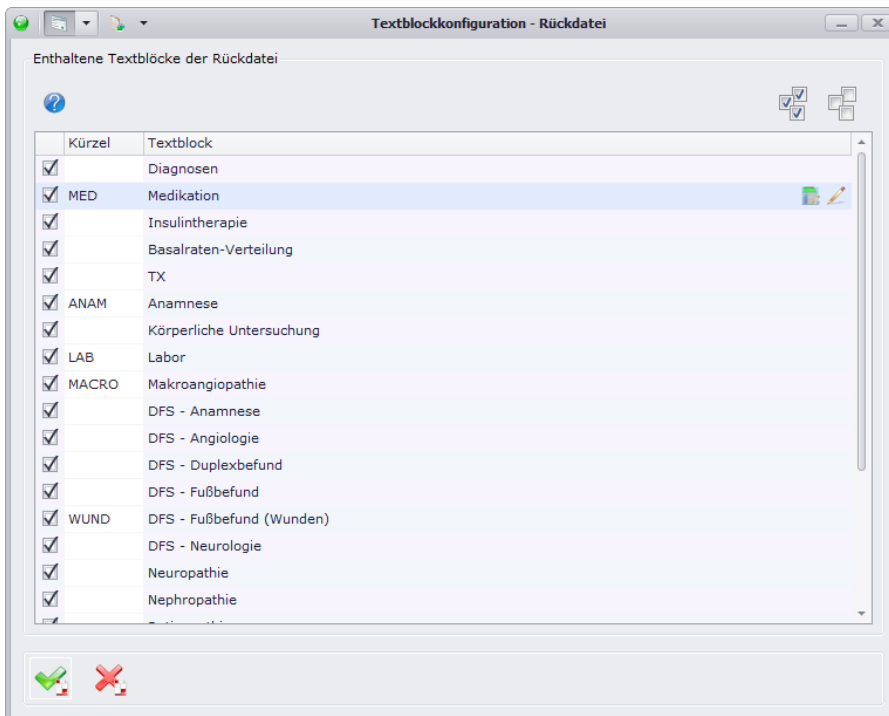 Textblockkonfiguration - Rückdatei
Enthaltene Textblöcke der Rückdatei
Kürzel Textblock
Diagnosen
MED Medikation
Insulintherapie
Basalraten-Verteilung
TX
ANAM Anamnese
Körperliche Untersuchung
LAB Labor
MACRO Makroangiopathie
DFS - Anamnese
DFS - Angiologie
DFS - Duplexbefund
DFS - Fußbefund
WUND DFS - Fußbefund (Wunden)
DFS - Neurologie
Neuropathie
Nephropathie